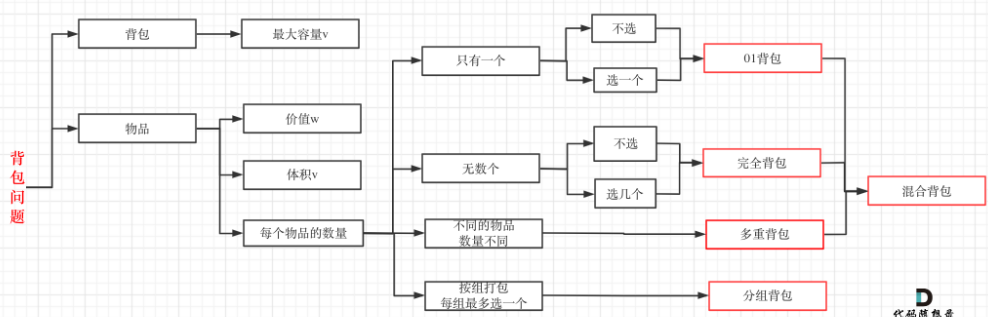 背包问题
背包
最大容量v
物品
价值w
体积v
每个物品的数量
只有一个
不选
选一个
01背包
无数个
不选
选几个
完全背包
不同的物品
数量不同
多重背包
混合背包
按组打包
每组最多选一个
分组背包
代码随想录